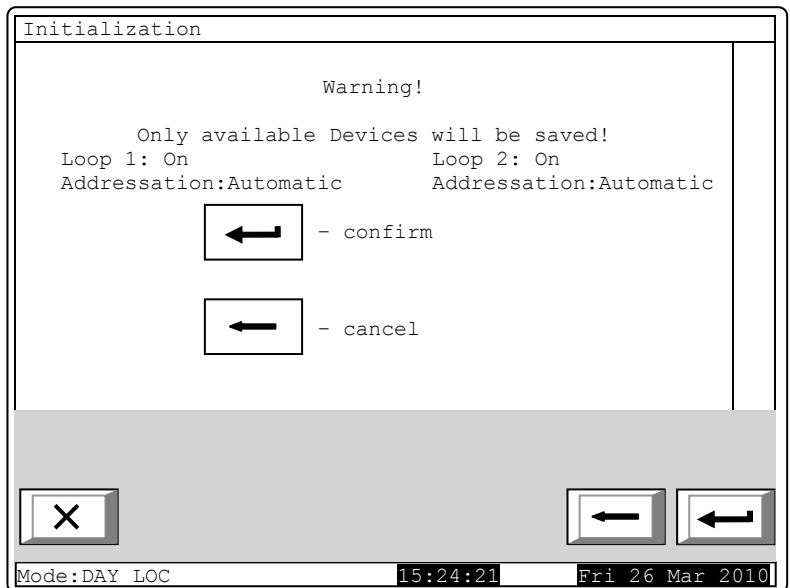 Initialization
Warning!
Only available Devices will be saved!
Loop 1: On Loop 2: On
Addressation:Automatic Addressation:Automatic
- confirm
- cancel
Mode:DAY LOC 15:24:21 Fri 26 Mar 2010